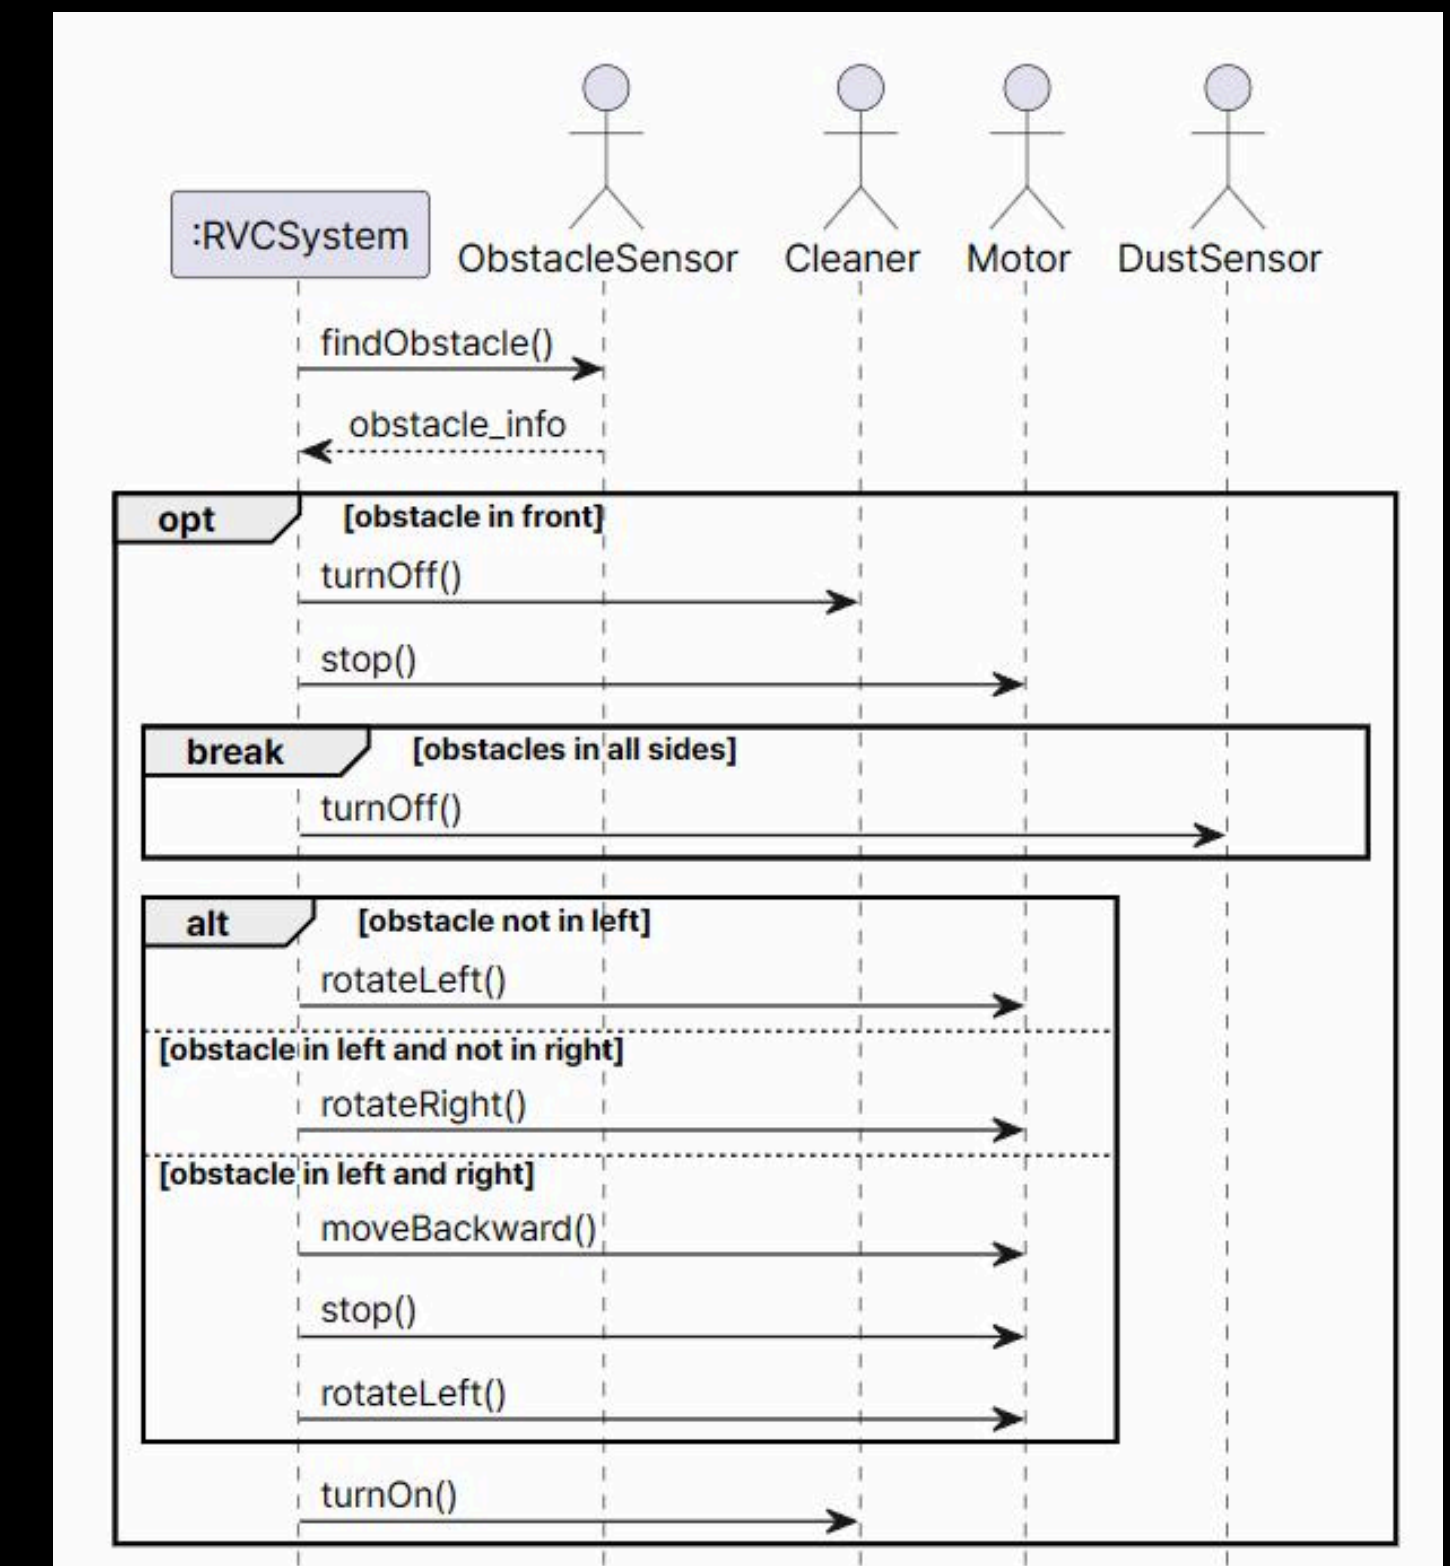 :RVCSystem
ObstacleSensor
Cleaner
Motor
DustSensor
findObstacle()
obstacle_info
opt
[obstacle in front]
turnOff()
stop()
break
[obstacles in all sides]
turnOff()
alt
[obstacle not in left]
rotateLeft()
[obstacle in left and not in right]
rotateRight()
[obstacle in left and right]
moveBackward()
stop()
rotateLeft()
turnOn()